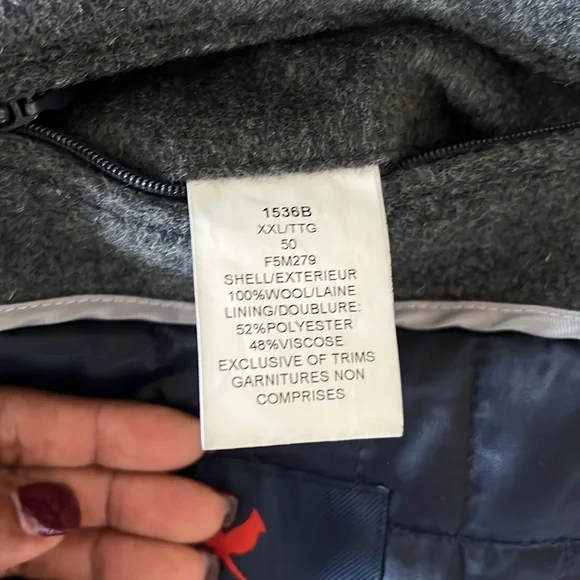 1536B
XXL/TTG
50
F5M279
SHELL/EXTERIEUR
100%WOOL/LAINE
LINING/DOUBLURE:
52%POLYESTER
48%VISCOSE
EXCLUSIVE OF TRIMS
GARNITURES NON
COMPRISES